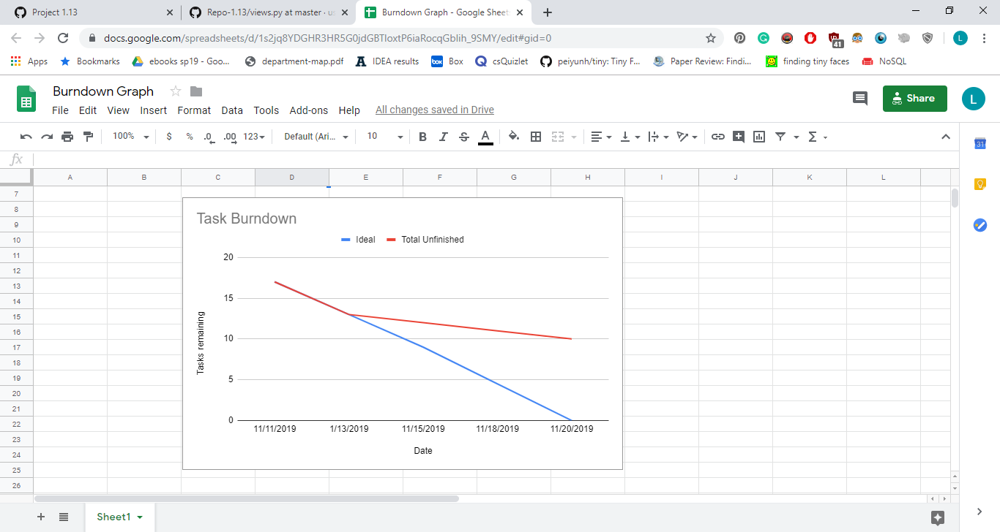 Project 1.13
Repo-1.13/views.py at master · us
Burndown Graph - Google Sheets
docs.google.com/spreadsheets/d/1s2jq8YDGHR3HR5G0jdGBTloxtP6iaRocqGblih_9SMY/edit#gid=0
41
L
Apps Bookmarks ebooks sp19 - Goo... department-map.pdf IDEA results box Box csQuizlet peiyunh/tiny: Tiny F... Paper Review: Findi... finding tiny faces NoSQL
Burndown Graph
Share
L
File Edit View Insert Format Data Tools Add-ons Help All changes saved in Drive
100% $ % .0 .00 123 Default (Ari... 10 B I S A Σ
31
fx
A B C D E F G H I J K L
7
8
9
10
11
12
13
14
15
16
17
18
19
20
21
22
23
24
25
26
Task Burndown
Ideal Total Unfinished
20
15
10
5
0
Tasks remaining
11/11/2019 1/13/2019 11/15/2019 11/18/2019 11/20/2019
Date
Sheet1